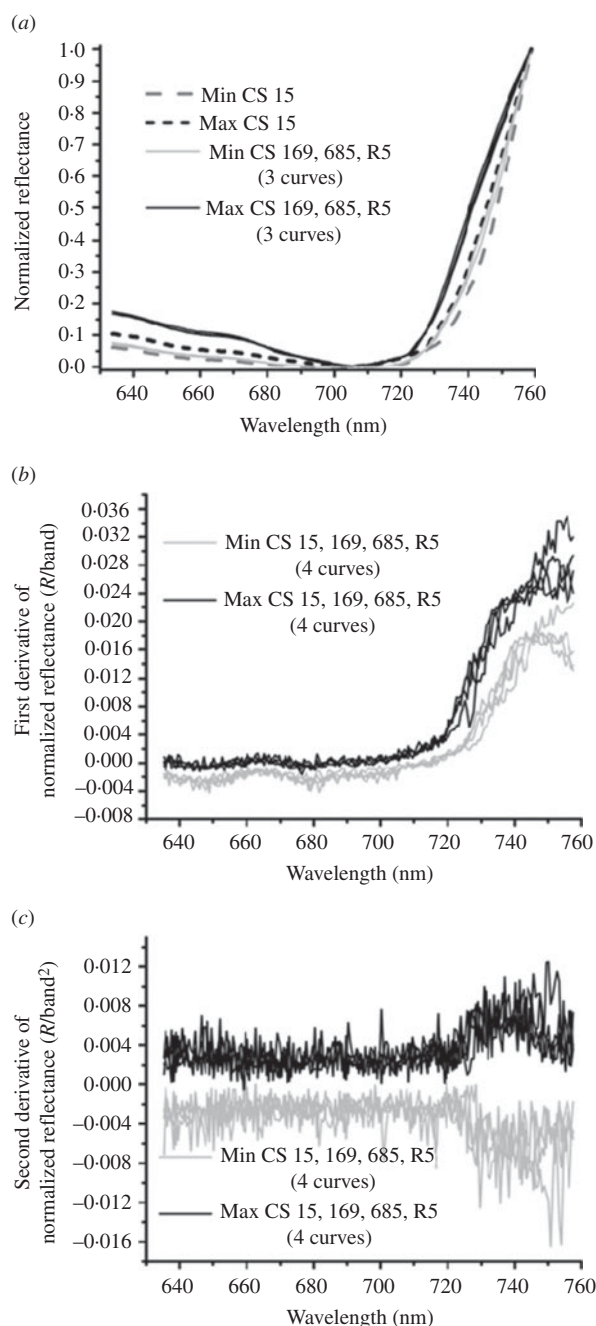 (a)
1·0
0·9
0·8
0·7
0·6
0·5
0·4
0·3
0·2
0·1
0·0
Normalized reflectance
Min CS 15
Max CS 15
Min CS 169, 685, R5
(3 curves)
Max CS 169, 685, R5
(3 curves)
640 660 680 700 720 740 760
Wavelength (nm)
(b)
0·036
0·032
0·028
0·024
0·020
0·016
0·012
0·008
0·004
0·000
−0·004
−0·008
First derivative of
normalized reflectance (R/band)
Min CS 15, 169, 685, R5
(4 curves)
Max CS 15, 169, 685, R5
(4 curves)
640 660 680 700 720 740 760
Wavelength (nm)
(c)
0·012
0·008
0·004
0·000
−0·004
−0·008
−0·012
−0·016
Second derivative of
normalized reflectance (R/band²)
Min CS 15, 169, 685, R5
(4 curves)
Max CS 15, 169, 685, R5
(4 curves)
640 660 680 700 720 740 760
Wavelength (nm)